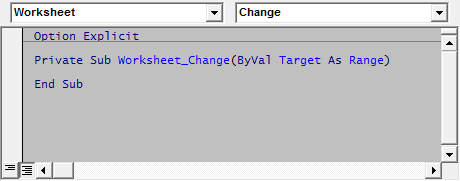 Worksheet Change
Option Explicit
Private Sub Worksheet_Change(ByVal Target As Range)
End Sub